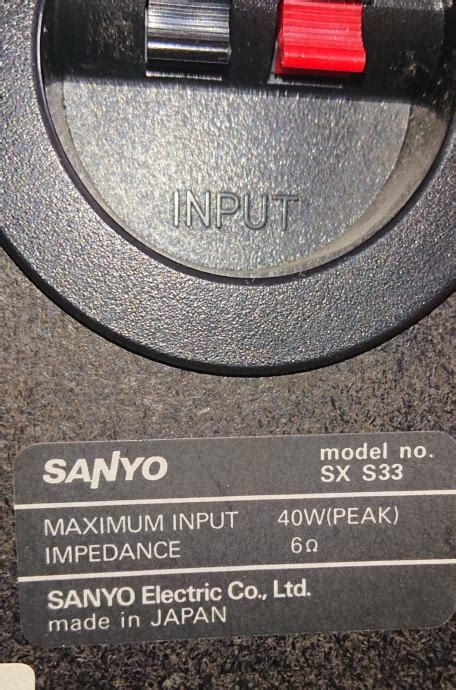 INPUT
SANYO
model no.
SX S33
MAXIMUM INPUT 40W(PEAK)
IMPEDANCE 6Ω
SANYO Electric Co., Ltd.
made in JAPAN